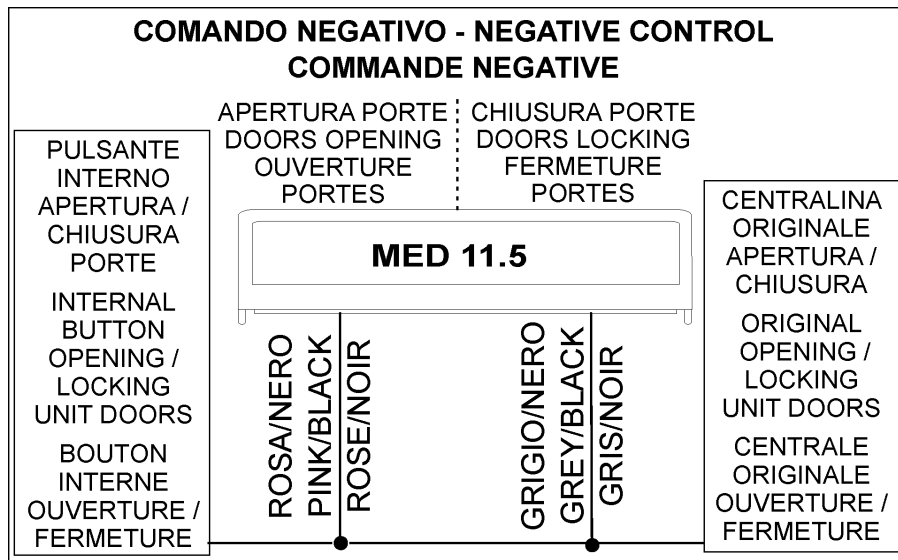 COMANDO NEGATIVO - NEGATIVE CONTROL
COMMANDE NEGATIVE
APERTURA PORTE
DOORS OPENING
OUVERTURE
PORTES
CHIUSURA PORTE
DOORS LOCKING
FERMETURE
PORTES
PULSANTE
INTERNO
APERTURA /
CHIUSURA
PORTE
INTERNAL
BUTTON
OPENING /
LOCKING
UNIT DOORS
BOUTON
INTERNE
OUVERTURE /
FERMETURE
MED 11.5
ROSA/NERO
PINK/BLACK
ROSE/NOIR
GRIGIO/NERO
GREY/BLACK
GRIS/NOIR
CENTRALINA
ORIGINALE
APERTURA /
CHIUSURA
ORIGINAL
OPENING /
LOCKING
UNIT DOORS
CENTRALE
ORIGINALE
OUVERTURE /
FERMETURE